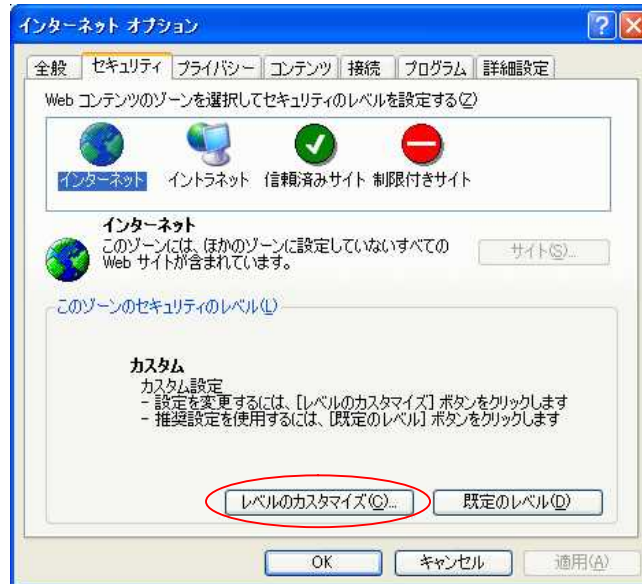 インターネット オプション
全般 セキュリティ プライバシー コンテンツ 接続 プログラム 詳細設定
Web コンテンツのゾーンを選択してセキュリティのレベルを設定する(Z)
インターネット イントラネット 信頼済みサイト 制限付きサイト
インターネット
このゾーンには、ほかのゾーンに設定していないすべての
Web サイトが含まれています。
サイト(S)...
このゾーンのセキュリティのレベル(L)
カスタム
カスタム設定
- 設定を変更するには、[レベルのカスタマイズ] ボタンをクリックします
- 推奨設定を使用するには、[既定のレベル] ボタンをクリックします
レベルのカスタマイズ(C)... 既定のレベル(D)
OK キャンセル 適用(A)